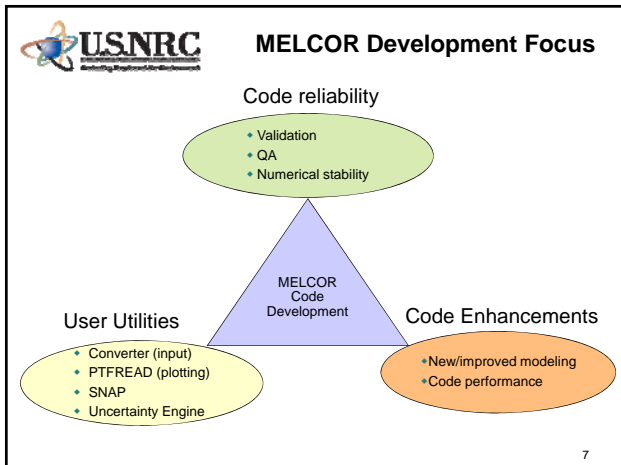 U.S.NRC
MELCOR Development Focus
Code reliability
Validation
QA
Numerical stability
MELCOR
Code
Development
User Utilities
Converter (input)
PTFREAD (plotting)
SNAP
Uncertainty Engine
Code Enhancements
New/improved modeling
Code performance
7